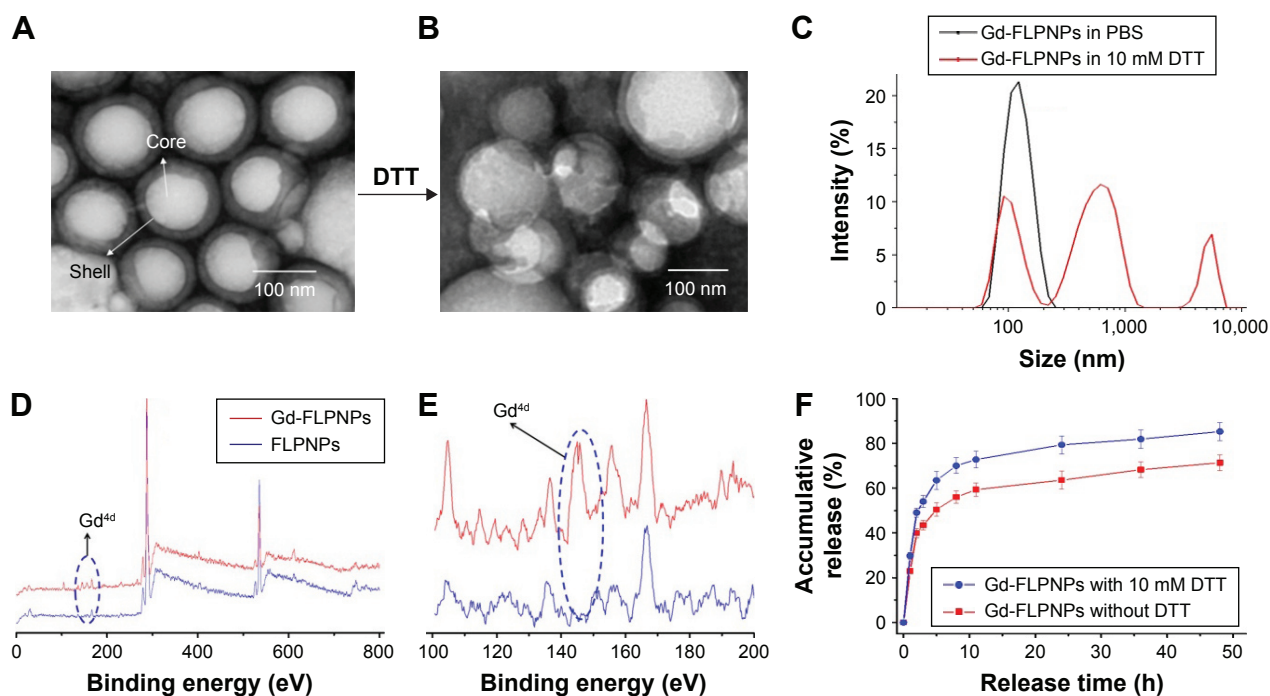 A
Core
Shell
100 nm
DTT
B
100 nm
C
Gd-FLPNPs in PBS
Gd-FLPNPs in 10 mM DTT
Intensity (%)
20
15
10
5
0
100
1,000
10,000
Size (nm)
D
Gd-FLPNPs
FLPNPs
Gd4d
0
200
400
600
800
Binding energy (eV)
E
Gd4d
100
120
140
160
180
200
Binding energy (eV)
F
Accumulative
release (%)
100
80
60
40
20
0
Gd-FLPNPs with 10 mM DTT
Gd-FLPNPs without DTT
0
10
20
30
40
50
Release time (h)